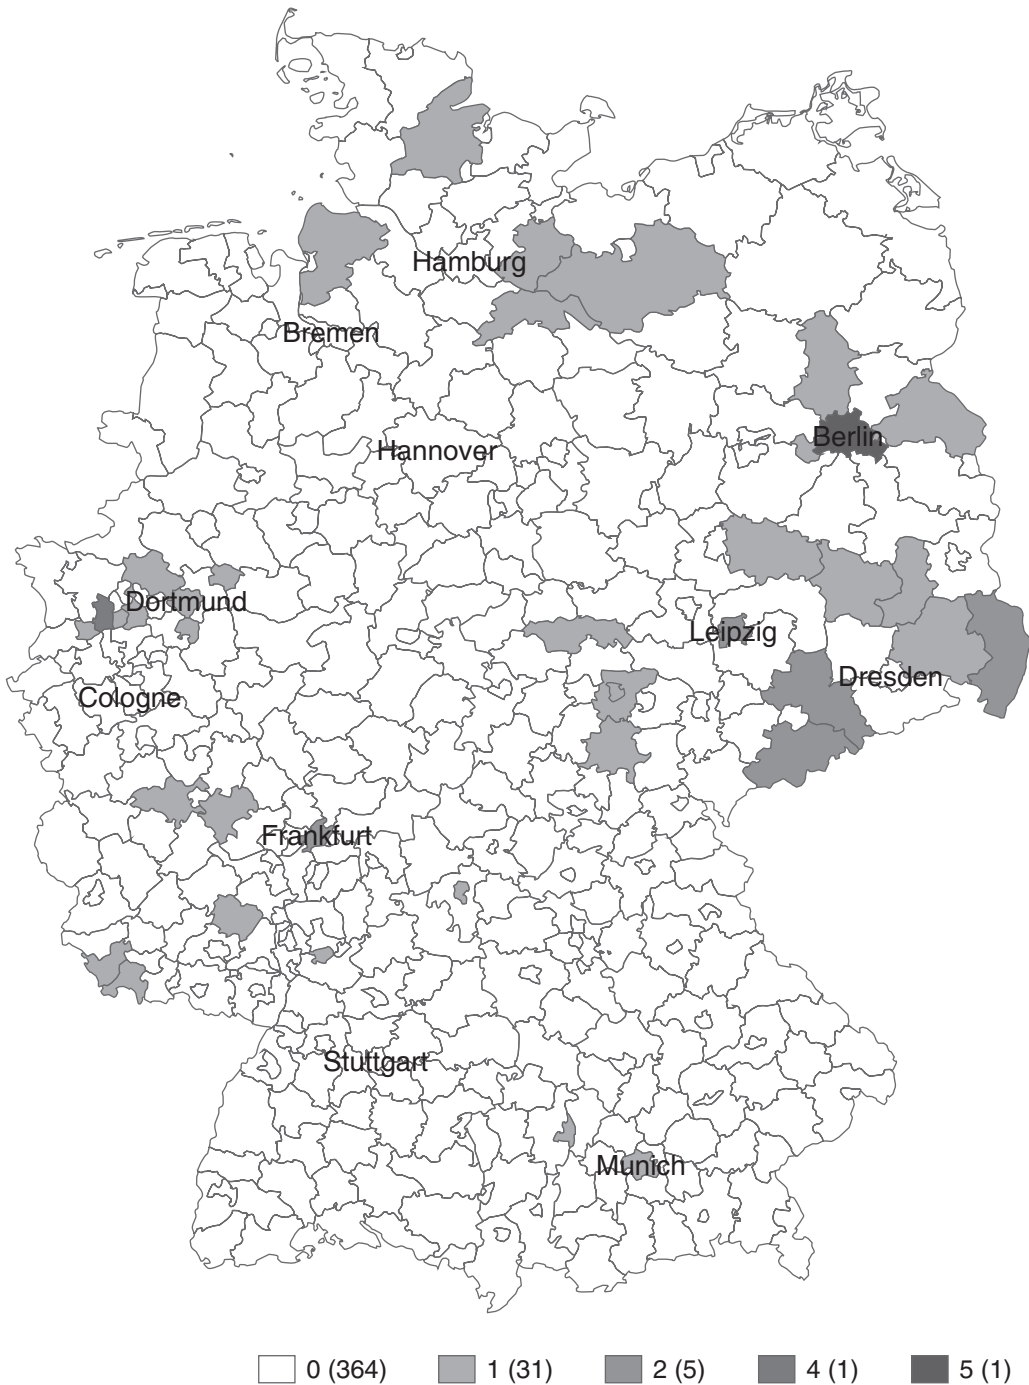 Hamburg
Bremen
Berlin
Hannover
Dortmund
Leipzig
Dresden
Cologne
Frankfurt
Stuttgart
Munich
0 (364) 1 (31) 2 (5) 4 (1) 5 (1)